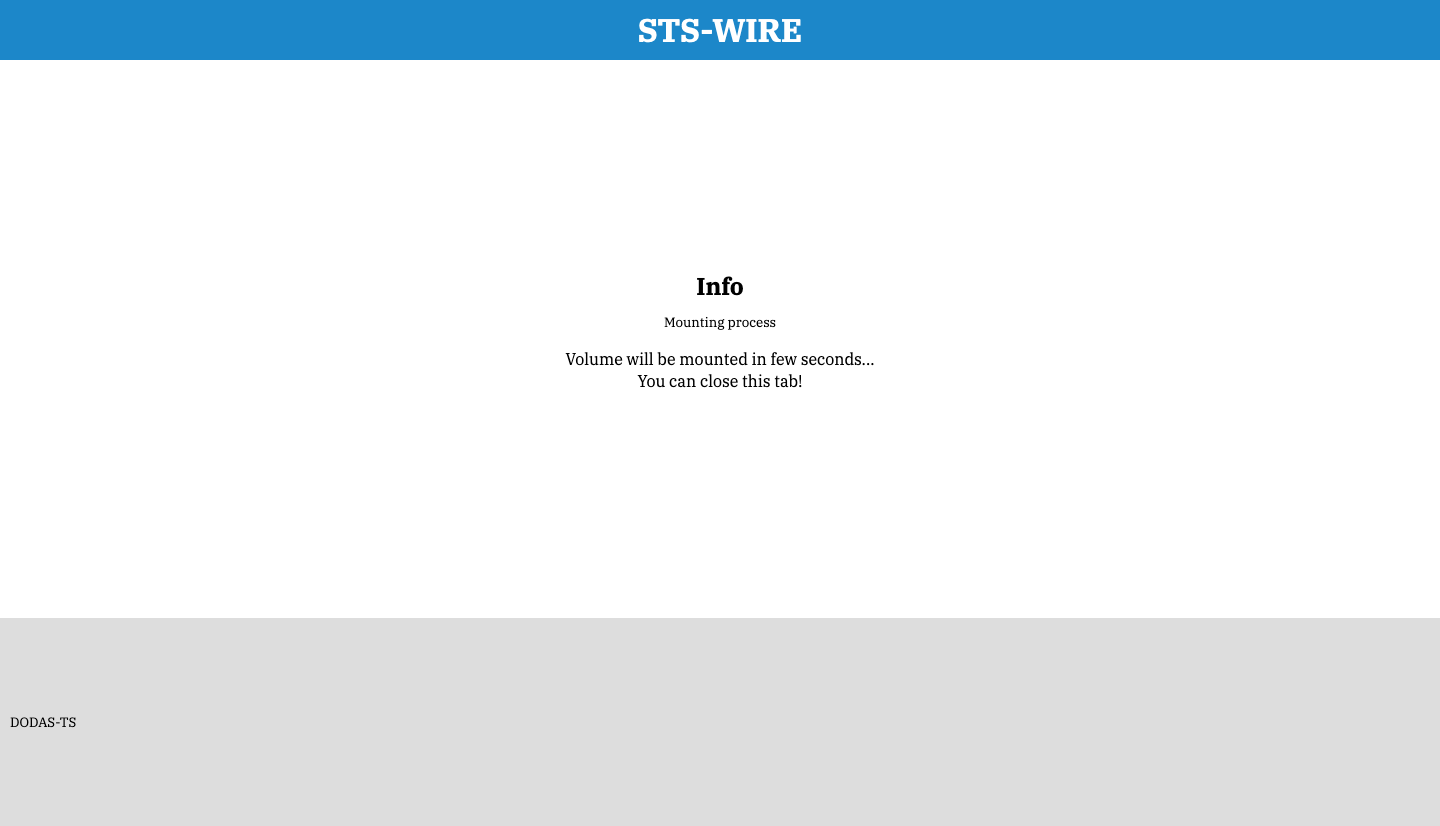 STS-WIRE
Info
Mounting process
Volume will be mounted in few seconds...
You can close this tab!
DODAS-TS